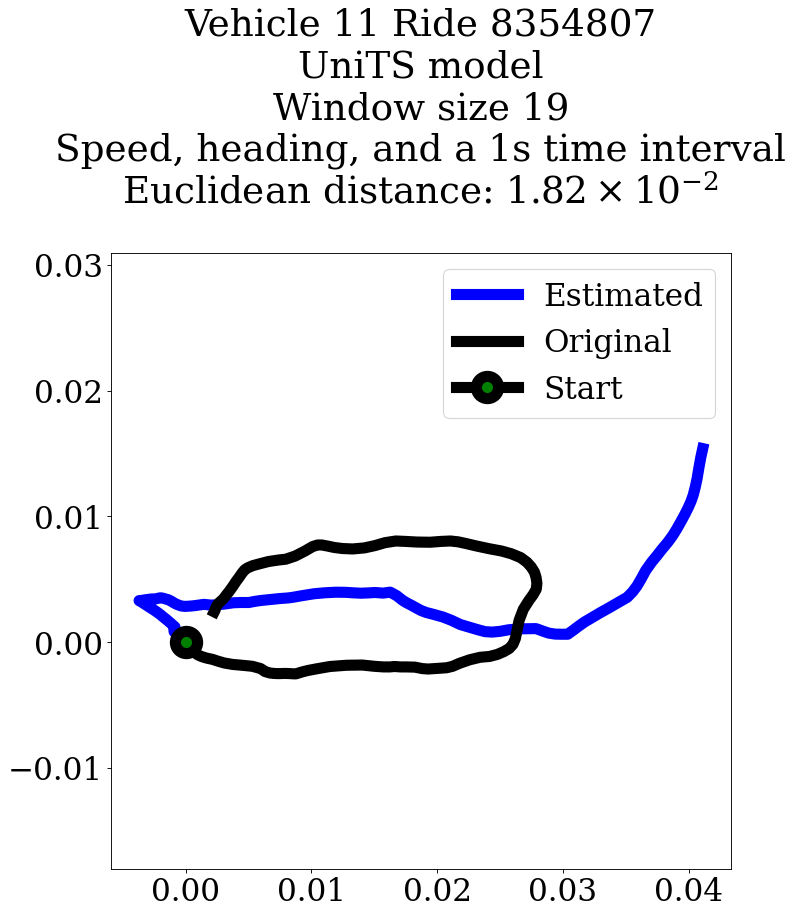 Vehicle 11 Ride 8354807
UniTS model
Window size 19
Speed, heading, and a 1s time interval
Euclidean distance: $1.82 \times 10^{-2}$
0.03
0.02
0.01
0.00
−0.01
Estimated
Original
Start
0.00 0.01 0.02 0.03 0.04